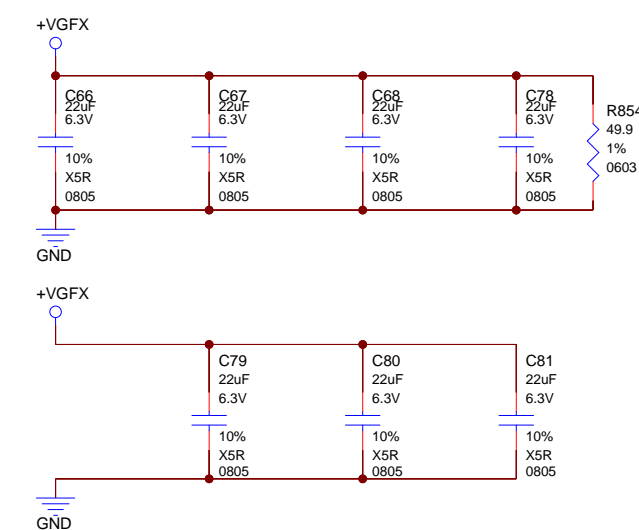 +VGFX
C66
22uF
6.3V
10%
X5R
0805
C67
22uF
6.3V
10%
X5R
0805
C68
22uF
6.3V
10%
X5R
0805
C78
22uF
6.3V
10%
X5R
0805
R854
49.9
1%
0603
GND
+VGFX
C79
22uF
6.3V
10%
X5R
0805
C80
22uF
6.3V
10%
X5R
0805
C81
22uF
6.3V
10%
X5R
0805
GND